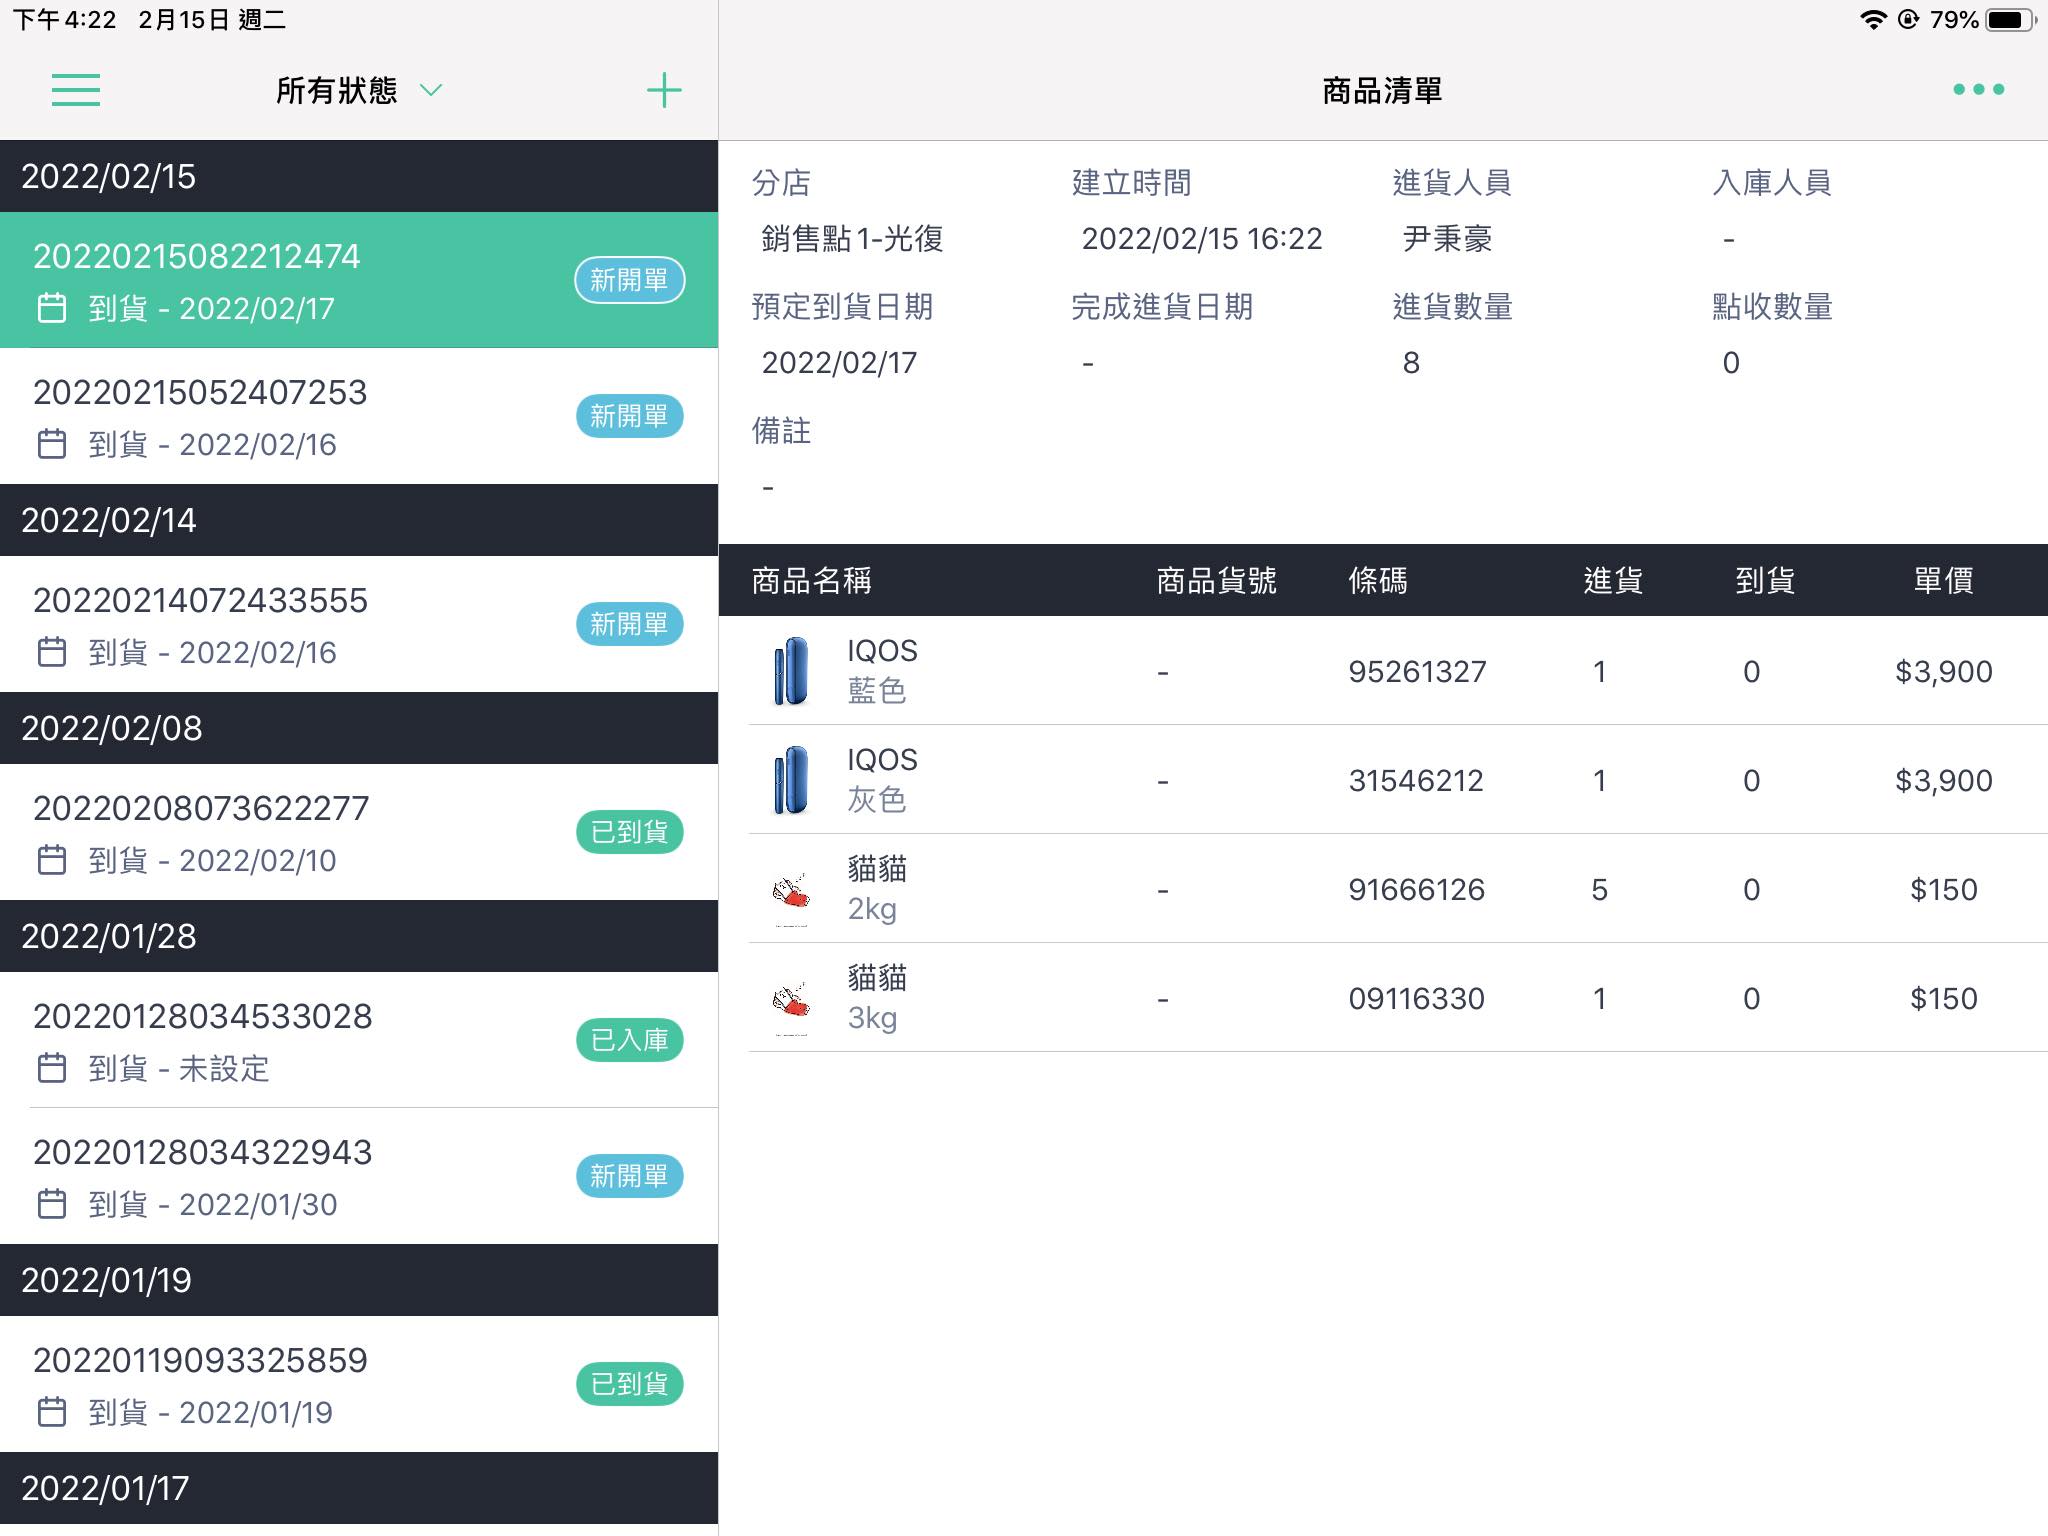 下午4:22 2月15日 週二
79%
所有狀態
商品清單
2022/02/15
20220215082212474
新開單
到貨 - 2022/02/17
20220215052407253
新開單
到貨 - 2022/02/16
2022/02/14
20220214072433555
新開單
到貨 - 2022/02/16
2022/02/08
20220208073622277
已到貨
到貨 - 2022/02/10
2022/01/28
20220128034533028
已入庫
到貨 - 未設定
20220128034322943
新開單
到貨 - 2022/01/30
2022/01/19
20220119093325859
已到貨
到貨 - 2022/01/19
2022/01/17
分店 建立時間 進貨人員 入庫人員
銷售點1-光復 2022/02/15 16:22 尹秉豪 -
預定到貨日期 完成進貨日期 進貨數量 點收數量
2022/02/17 - 8 0
備註
-
商品名稱 商品貨號 條碼 進貨 到貨 單價
IQOS
藍色
- 95261327 1 0 $3,900
IQOS
灰色
- 31546212 1 0 $3,900
貓貓
2kg
- 91666126 5 0 $150
貓貓
3kg
- 09116330 1 0 $150